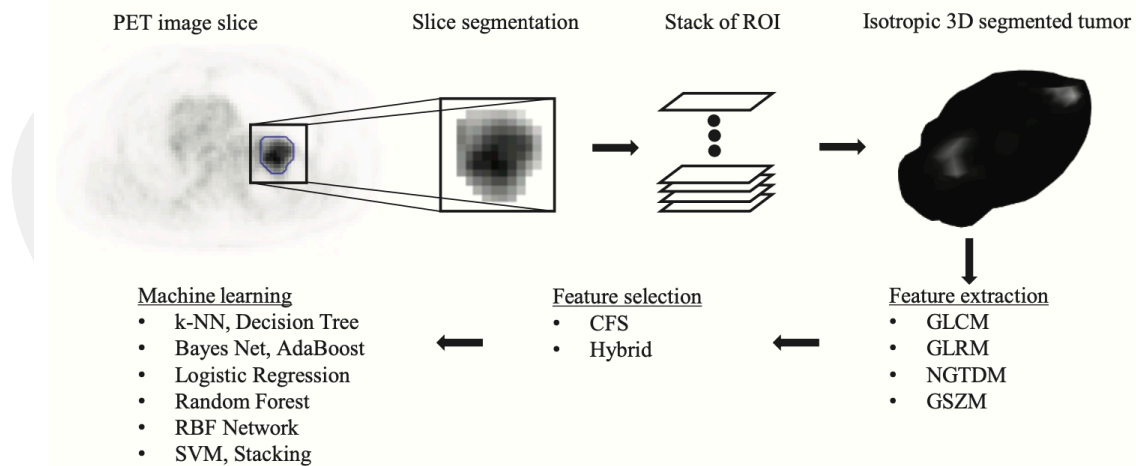 PET image slice
Slice segmentation
Stack of ROI
Isotropic 3D segmented tumor
Machine learning
• k-NN, Decision Tree
• Bayes Net, AdaBoost
• Logistic Regression
• Random Forest
• RBF Network
• SVM, Stacking
Feature selection
• CFS
• Hybrid
Feature extraction
• GLCM
• GLRM
• NGTDM
• GSZM